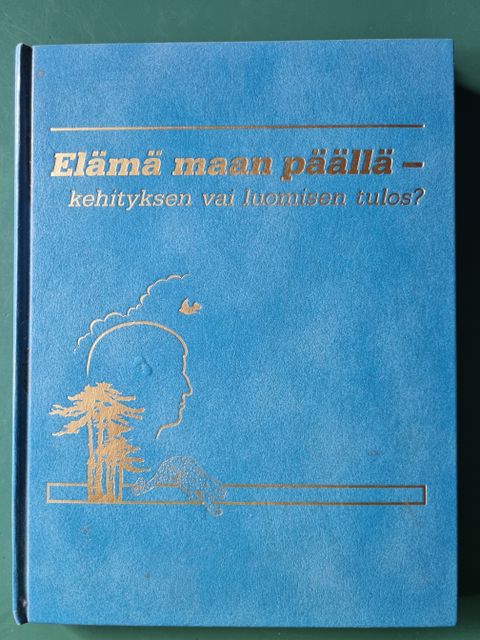 Elämä maan päällä –
kehityksen vai luomisen tulos?